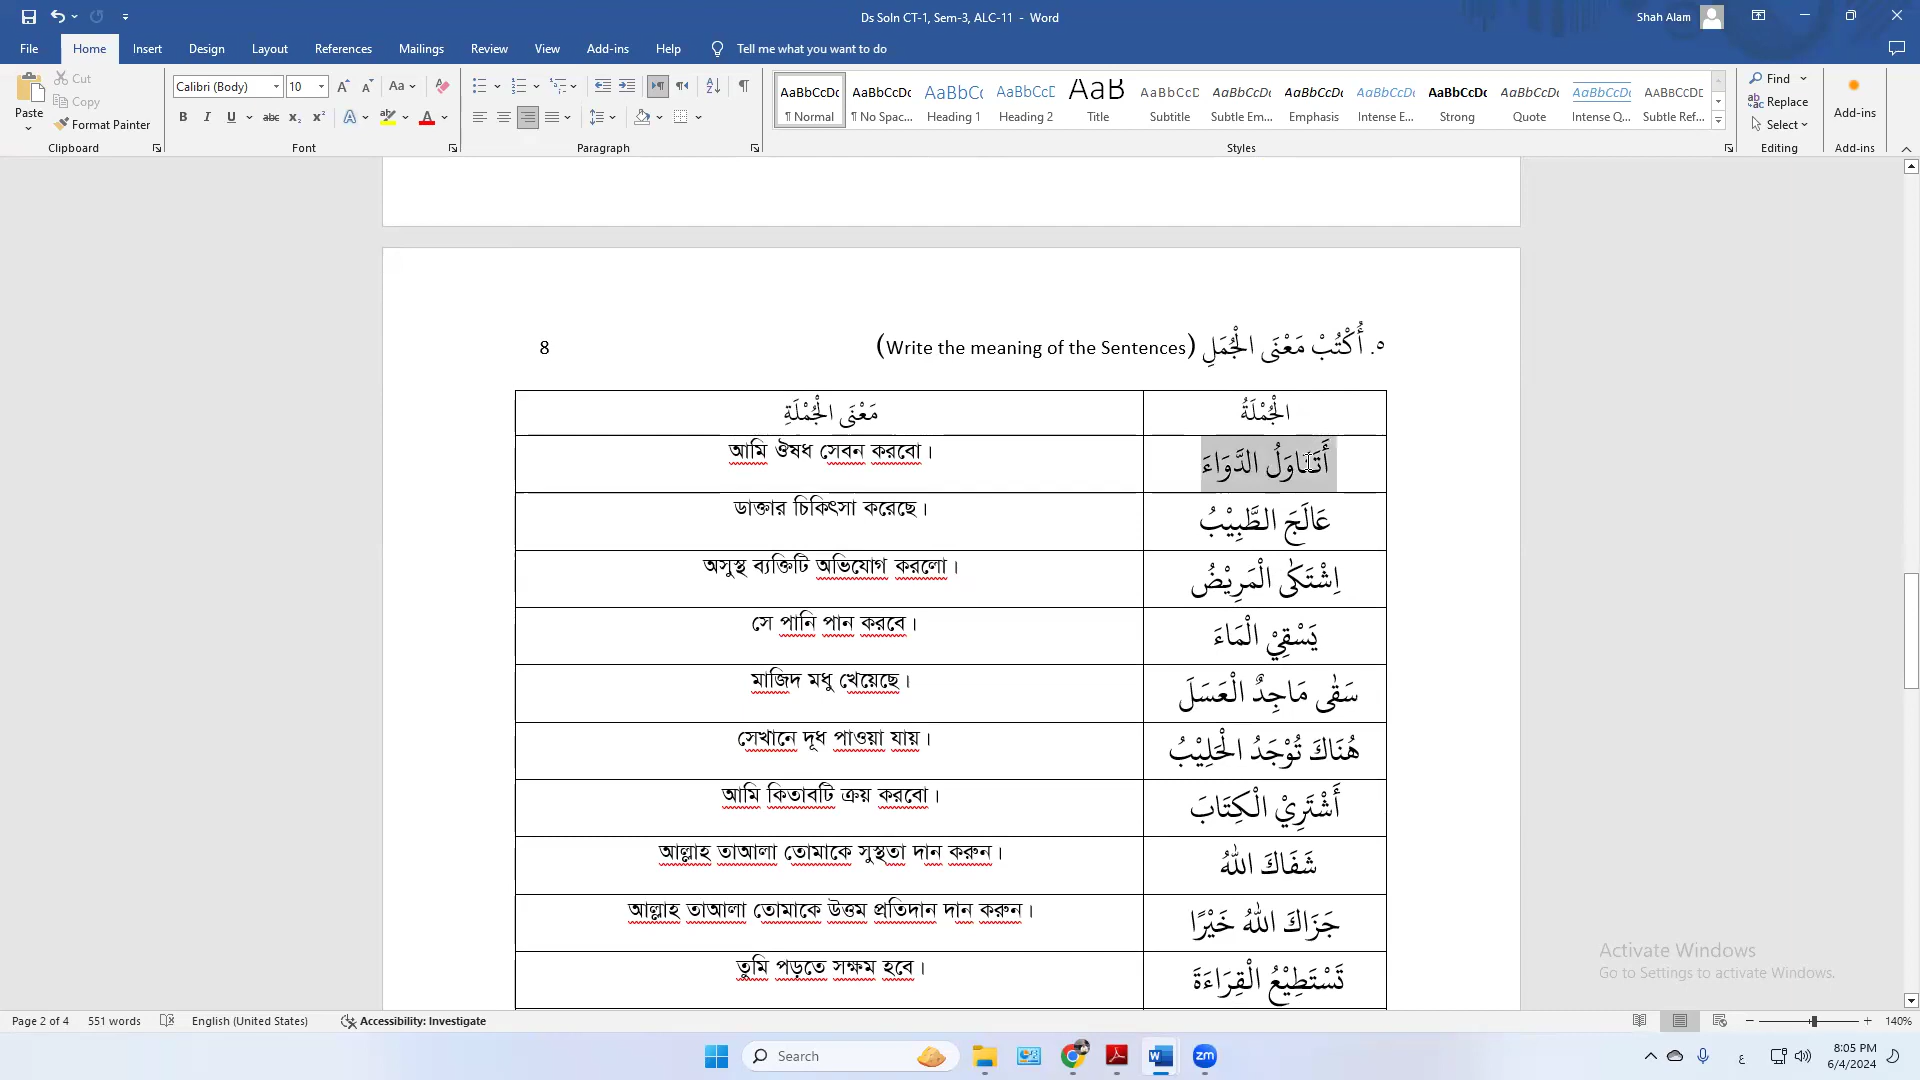 Ds Soln CT-1, Sem-3, ALC-11 - Word
Shah Alam
File Home Insert Design Layout References Mailings Review View Add-ins Help Tell me what you want to do
Paste
Cut
Copy
Format Painter
Clipboard
Calibri (Body) 10
Font
Paragraph
AaBbCcDc ¶ Normal
AaBbCcDc ¶ No Spac...
AaBbCc Heading 1
AaBbCcD Heading 2
AaB Title
AaBbCcD Subtitle
AaBbCcDc Subtle Em...
AaBbCcDc Emphasis
AaBbCcDc Intense E...
AaBbCcDc Strong
AaBbCcDc Quote
AaBbCcDc Intense Q...
AaBbCcDc Subtle Ref...
Styles
Find
Replace
Select
Editing
Add-ins
Add-ins
٥. أُكْتُبْ مَعْنَى الْجُمَلِ (Write the meaning of the Sentences) 8
الْجُمْلَةُ مَعْنَى الْجُمْلَةِ
أَتَنَاوَلُ الدَّوَاءَ আমি ঔষধ সেবন করবো।
عَالَجَ الطَّبِيْبُ ডাক্তার চিকিৎসা করেছে।
اِشْتَكٰى الْمَرِيْضُ অসুস্থ ব্যক্তিটি অভিযোগ করলো।
يَسْقِيْ الْمَاءَ সে পানি পান করবে।
سَقٰى مَاجِدٌ الْعَسَلَ মাজিদ মধু খেয়েছে।
هُنَاكَ تُوْجَدُ الْحَلِيْبُ সেখানে দূধ পাওয়া যায়।
أَشْتَرِيْ الْكِتَابَ আমি কিতাবটি ক্রয় করবো।
شَفَاكَ اللهُ আল্লাহ তাআলা তোমাকে সুস্থতা দান করুন।
جَزَاكَ اللهُ خَيْرًا আল্লাহ তাআলা তোমাকে উত্তম প্রতিদান দান করুন।
تَسْتَطِيْعُ الْقِرَاءَةَ তুমি পড়তে সক্ষম হবে।
Activate Windows
Go to Settings to activate Windows.
Page 2 of 4 551 words English (United States) Accessibility: Investigate 140%
Search
zm
ع
8:05 PM
6/4/2024